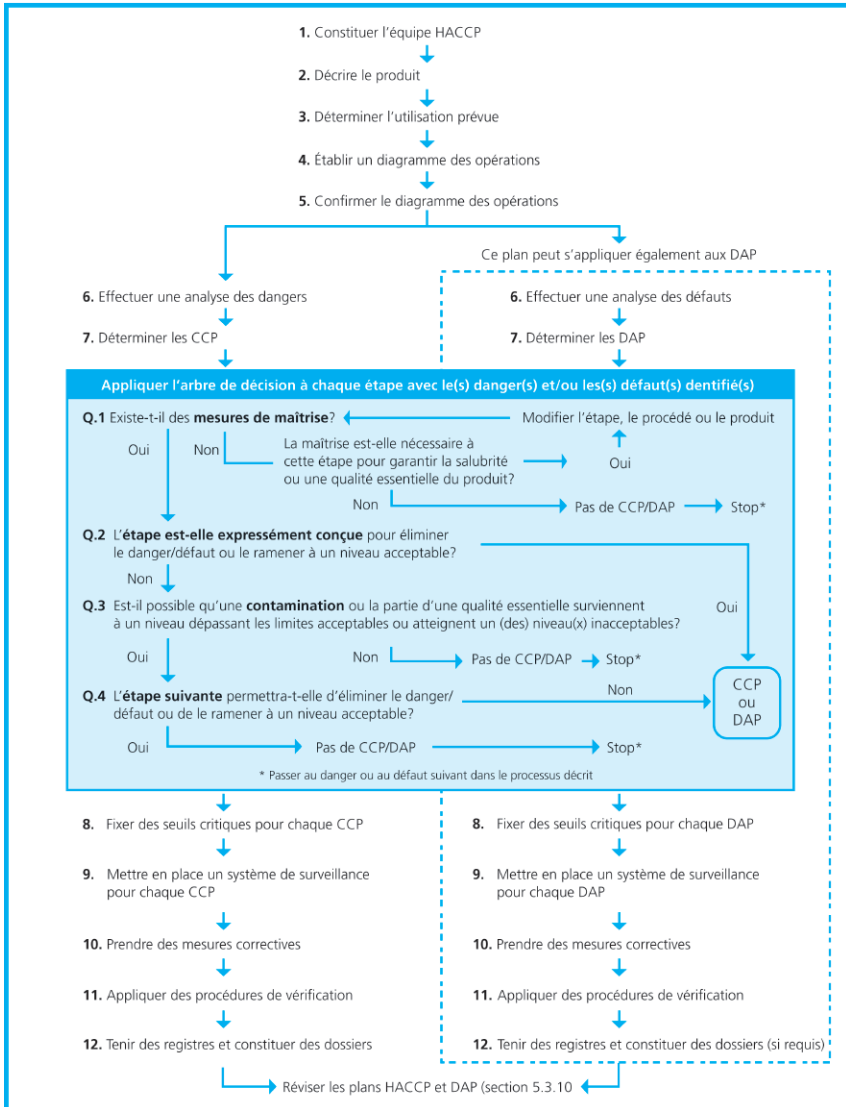 1. Constituer l'équipe HACCP
2. Décrire le produit
3. Déterminer l'utilisation prévue
4. Établir un diagramme des opérations
5. Confirmer le diagramme des opérations
Ce plan peut s'appliquer également aux DAP
6. Effectuer une analyse des dangers
7. Déterminer les CCP
6. Effectuer une analyse des défauts
7. Déterminer les DAP
Appliquer l'arbre de décision à chaque étape avec le(s) danger(s) et/ou les(s) défaut(s) dentifié(s)
Q.1 Existe-t-il des mesures de maîtrise?
Modifier l'étape, le procédé ou le produit
Oui
Non
La maîtrise est-elle nécessaire à
cette étape pour garantir la salubrité
ou une qualité essentielle du produit?
Oui
Non
Pas de CCP/DAP
Stop*
Q.2 L'étape est-elle expressément conçue pour éliminer
le danger/défaut ou le ramener à un niveau acceptable?
Non
Oui
Q.3 Est-il possible qu'une contamination ou la partie d'une qualité essentielle surviennent
à un niveau dépassant les limites acceptables ou atteignent un (des) niveau(x) inacceptables?
Oui
Non
Pas de CCP/DAP
Stop*
Q.4 L'étape suivante permettra-t-elle d'éliminer le danger/
défaut ou de le ramener à un niveau acceptable?
Non
CCP
ou
DAP
Oui
Pas de CCP/DAP
Stop*
* Passer au danger ou au défaut suivant dans le processus décrit
8. Fixer des seuils critiques pour chaque CCP
9. Mettre en place un système de surveillance
pour chaque CCP
10. Prendre des mesures correctives
11. Appliquer des procédures de vérification
12. Tenir des registres et constituer des dossiers
8. Fixer des seuils critiques pour chaque DAP
9. Mettre en place un système de surveillance
pour chaque DAP
10. Prendre des mesures correctives
11. Appliquer des procédures de vérification
12. Tenir des registres et constituer des dossiers (si requis)
Réviser les plans HACCP et DAP (section 5.3.10